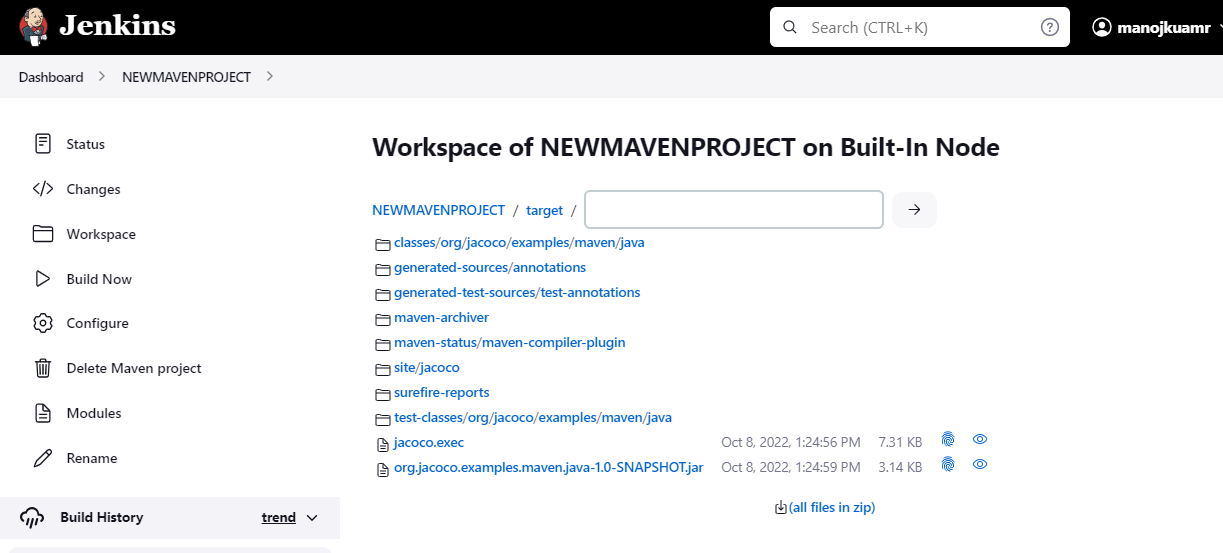 Jenkins
Search (CTRL+K)
manojkuamr
Dashboard > NEWMAVENPROJECT >
Status
Changes
Workspace
Build Now
Configure
Delete Maven project
Modules
Rename
Build History trend
Workspace of NEWMAVENPROJECT on Built-In Node
NEWMAVENPROJECT / target /
classes/org/jacoco/examples/maven/java
generated-sources/annotations
generated-test-sources/test-annotations
maven-archiver
maven-status/maven-compiler-plugin
site/jacoco
surefire-reports
test-classes/org/jacoco/examples/maven/java
jacoco.exec Oct 8, 2022, 1:24:56 PM 7.31 KB
org.jacoco.examples.maven.java-1.0-SNAPSHOT.jar Oct 8, 2022, 1:24:59 PM 3.14 KB
(all files in zip)